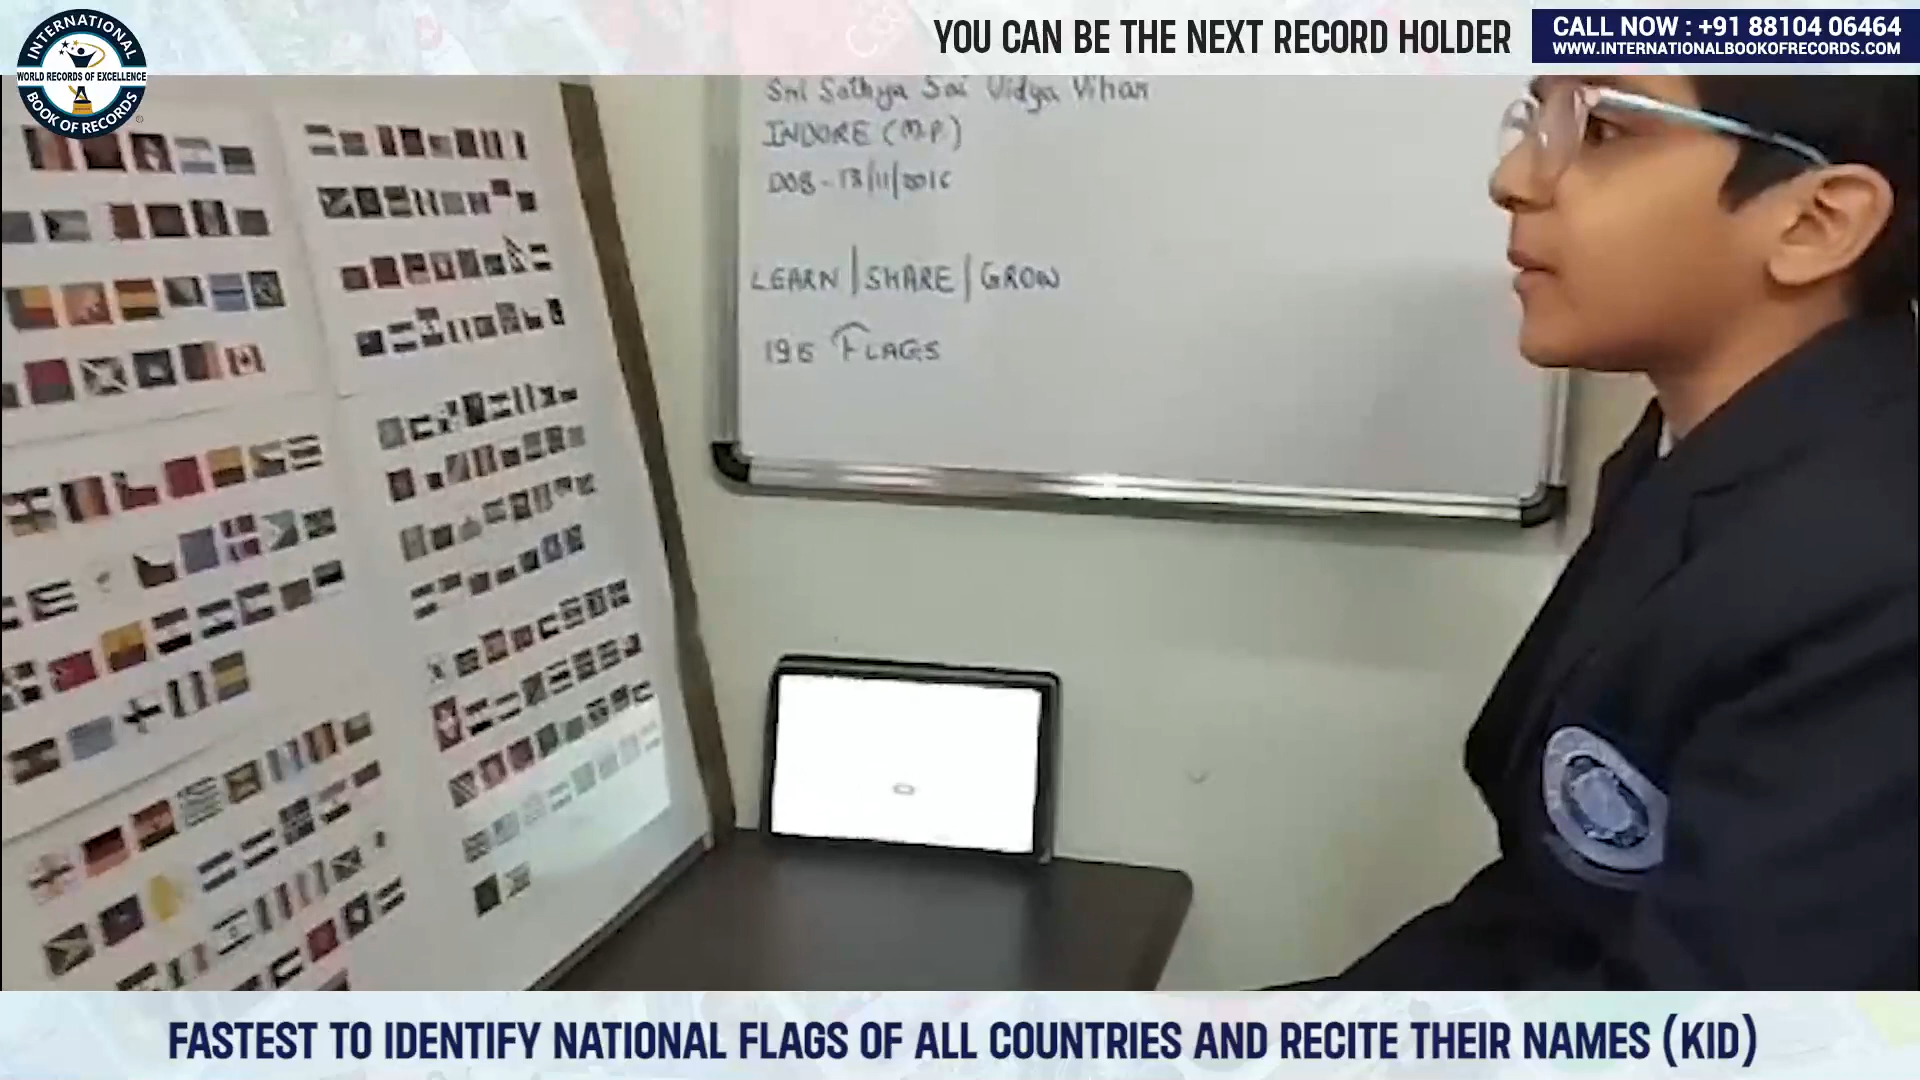 INTERNATIONAL
WORLD RECORDS OF EXCELLENCE
BOOK OF RECORDS
YOU CAN BE THE NEXT RECORD HOLDER
CALL NOW : +91 88104 06464
WWW.INTERNATIONALBOOKOFRECORDS.COM
Sri Sathya Sai Vidya Vihar
INDORE (M.P.)
DOB - 13/11/2016
LEARN | SHARE | GROW
195 FLAGS
FASTEST TO IDENTIFY NATIONAL FLAGS OF ALL COUNTRIES AND RECITE THEIR NAMES (KID)